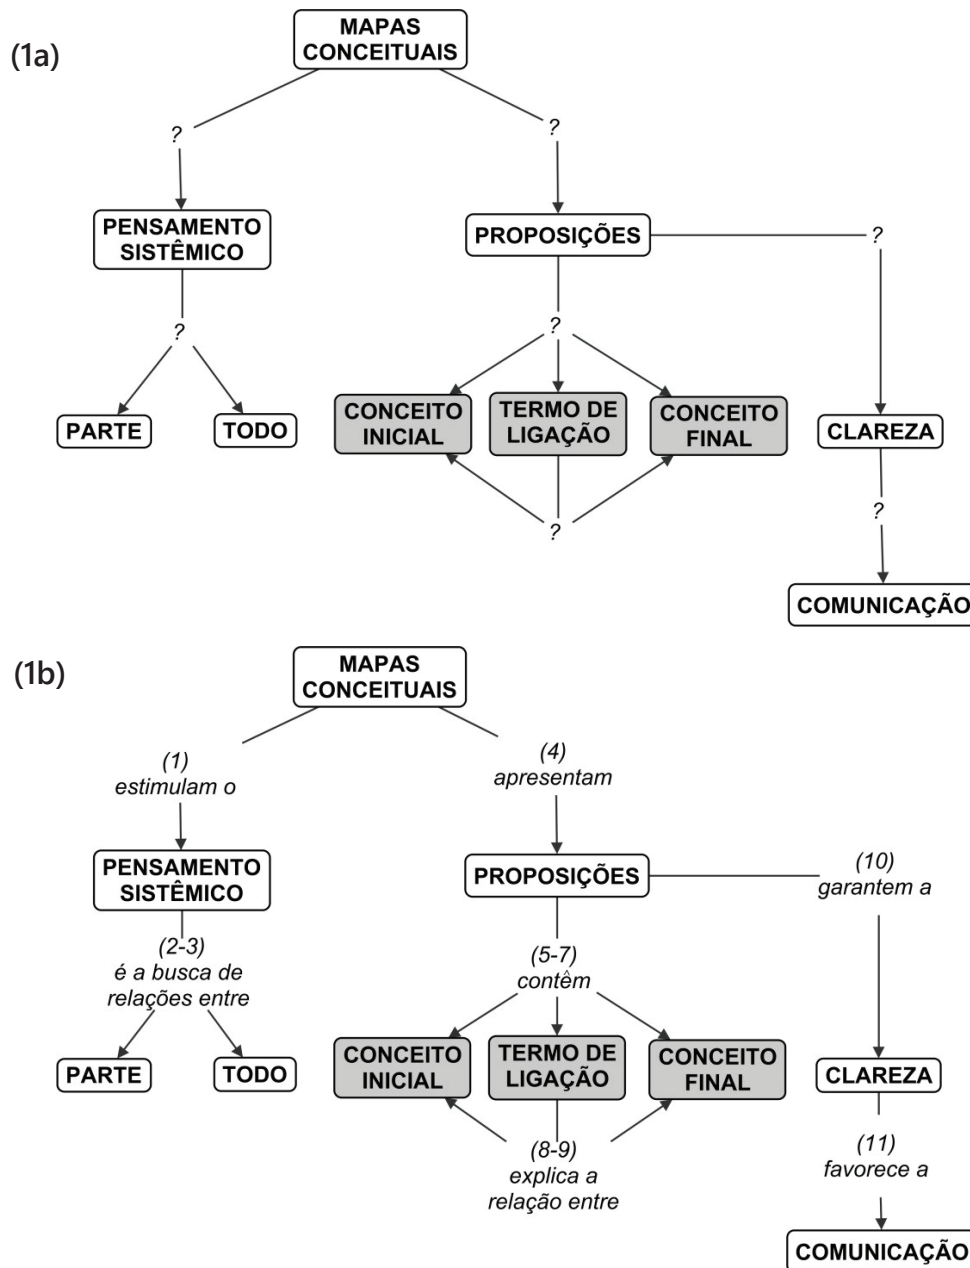 (1a)
MAPAS
CONCEITUAIS
?
?
PENSAMENTO
SISTÊMICO
PROPOSIÇÕES
?
?
?
PARTE
TODO
CONCEITO
INICIAL
TERMO DE
LIGAÇÃO
CONCEITO
FINAL
CLAREZA
?
?
COMUNICAÇÃO
(1b)
MAPAS
CONCEITUAIS
(1)
estimulam o
(4)
apresentam
PENSAMENTO
SISTÊMICO
PROPOSIÇÕES
(10)
garantem a
(2-3)
é a busca de
relações entre
(5-7)
contêm
PARTE
TODO
CONCEITO
INICIAL
TERMO DE
LIGAÇÃO
CONCEITO
FINAL
CLAREZA
(8-9)
explica a
relação entre
(11)
favorece a
COMUNICAÇÃO